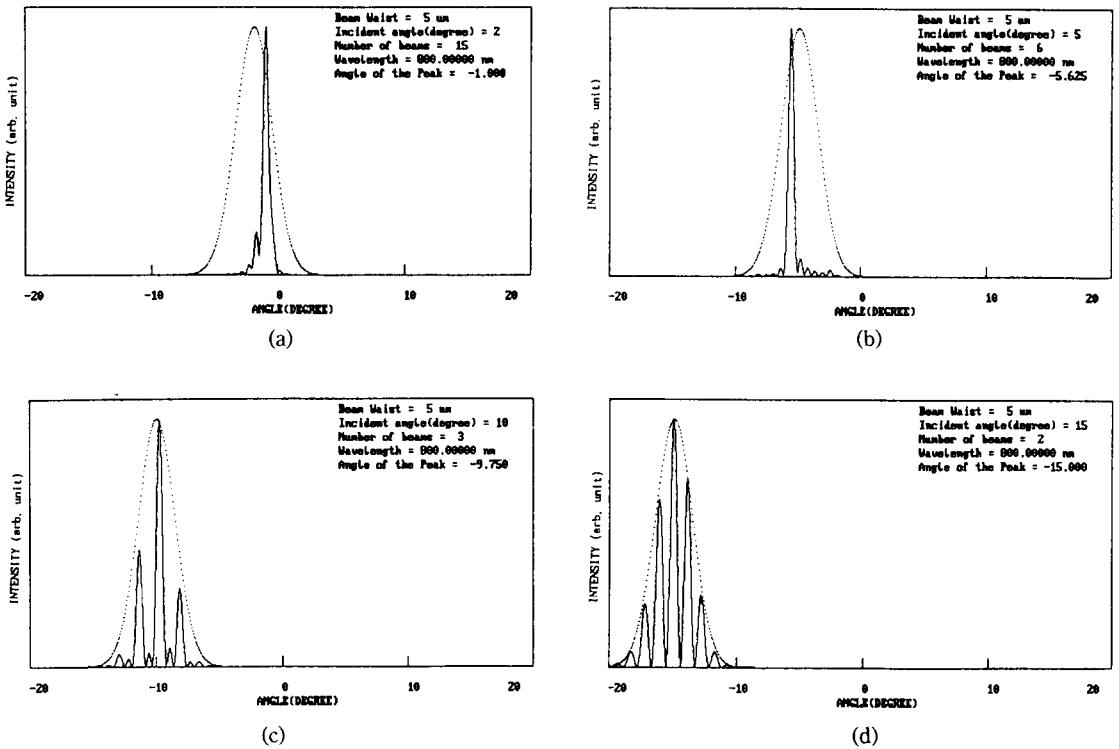 Beam Waist = 5 um
Incident angle(degree) = 2
Number of beams = 15
Wavelength = 800.00000 nm
Angle of the Peak = -1.000
INTENSITY (arb. unit)
-20
-10
0
10
20
ANGLE(DEGREE)
(a)
Beam Waist = 5 um
Incident angle(degree) = 5
Number of beams = 6
Wavelength = 800.00000 nm
Angle of the Peak = -5.625
INTENSITY (arb. unit)
-20
-10
0
10
20
ANGLE(DEGREE)
(b)
Beam Waist = 5 um
Incident angle(degree) = 10
Number of beams = 3
Wavelength = 800.00000 nm
Angle of the Peak = -9.750
INTENSITY (arb. unit)
-20
-10
0
10
20
ANGLE(DEGREE)
(c)
Beam Waist = 5 um
Incident angle(degree) = 15
Number of beams = 2
Wavelength = 800.00000 nm
Angle of the Peak = -15.000
INTENSITY (arb. unit)
-20
-10
0
10
20
ANGLE(DEGREE)
(d)